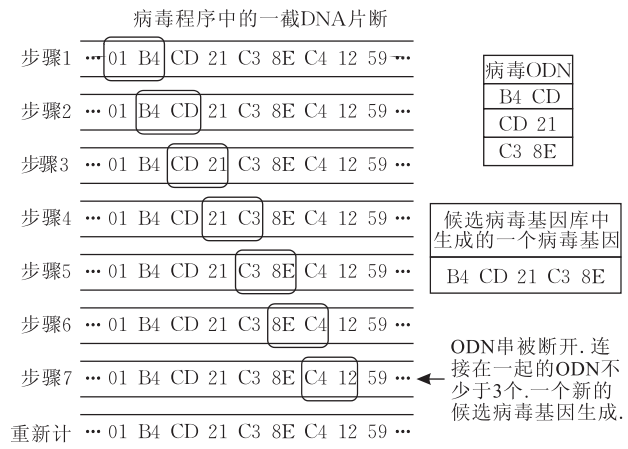 病毒程序中的一截DNA片断
步骤1 ··· 01 B4 CD 21 C3 8E C4 12 59 ···
步骤2 ··· 01 B4 CD 21 C3 8E C4 12 59 ···
步骤3 ··· 01 B4 CD 21 C3 8E C4 12 59 ···
步骤4 ··· 01 B4 CD 21 C3 8E C4 12 59 ···
步骤5 ··· 01 B4 CD 21 C3 8E C4 12 59 ···
步骤6 ··· 01 B4 CD 21 C3 8E C4 12 59 ···
步骤7 ··· 01 B4 CD 21 C3 8E C4 12 59 ···
重新计 ··· 01 B4 CD 21 C3 8E C4 12 59 ···
病毒ODN
B4 CD
CD 21
C3 8E
候选病毒基因库中
生成的一个病毒基因
B4 CD 21 C3 8E
ODN串被断开. 连
接在一起的ODN不
少于3个.一个新的
候选病毒基因生成.